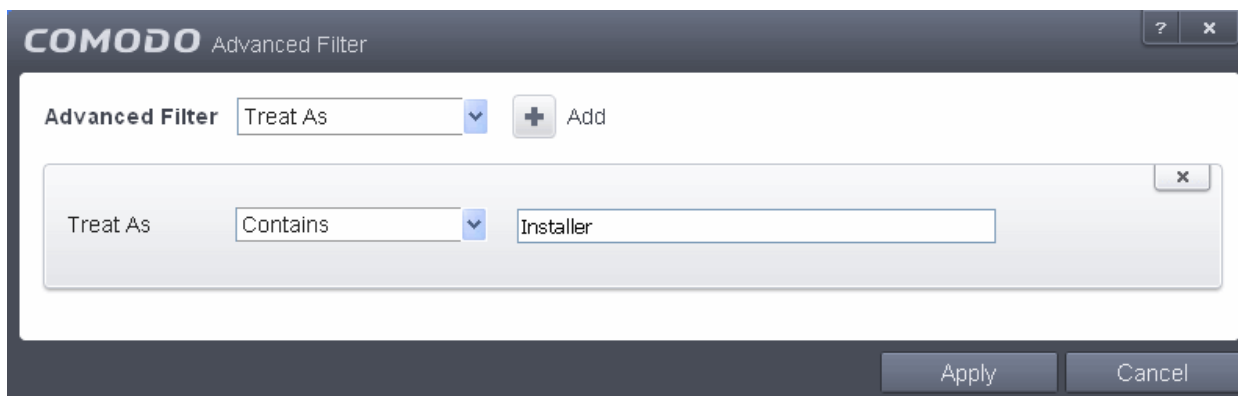 COMODO Advanced Filter ? ×
Advanced Filter Treat As + Add
×
Treat As Contains Installer
Apply Cancel